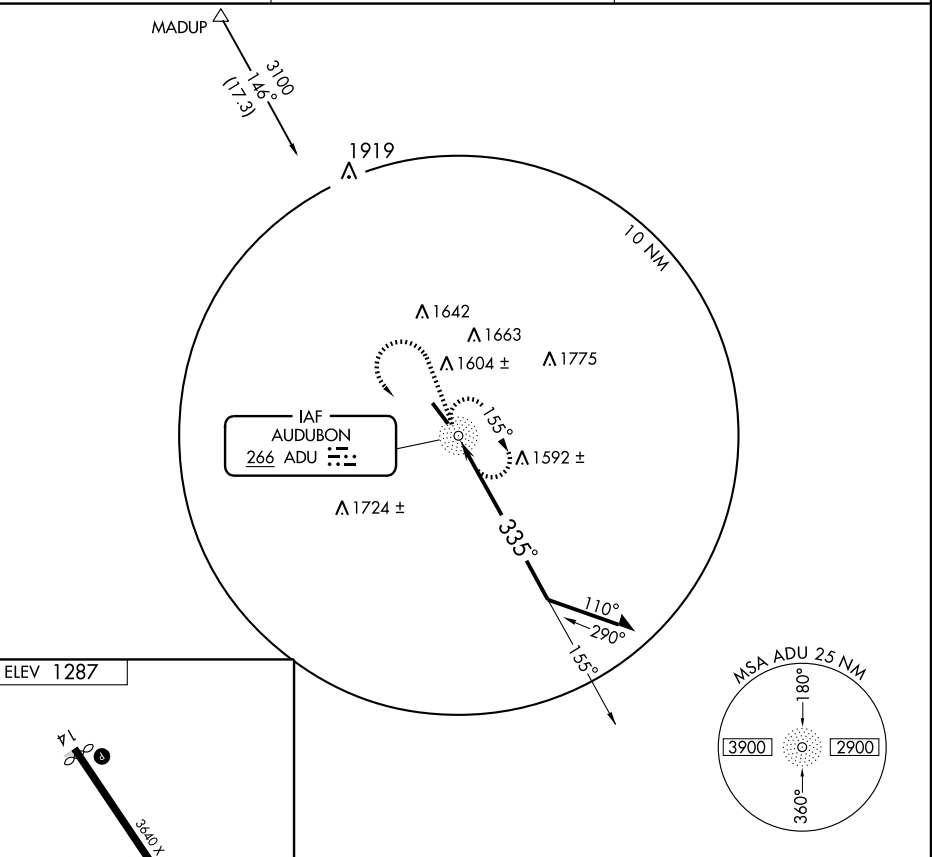 MADUP
3100
146°
(17.3)
1919
10 NM
1642
1663
1604 ±
1775
IAF
AUDUBON
266 ADU
155°
1592 ±
1724 ±
335°
110°
290°
155°
ELEV 1287
14
3640 X
MSA ADU 25 NM
180°
3900
2900
360°